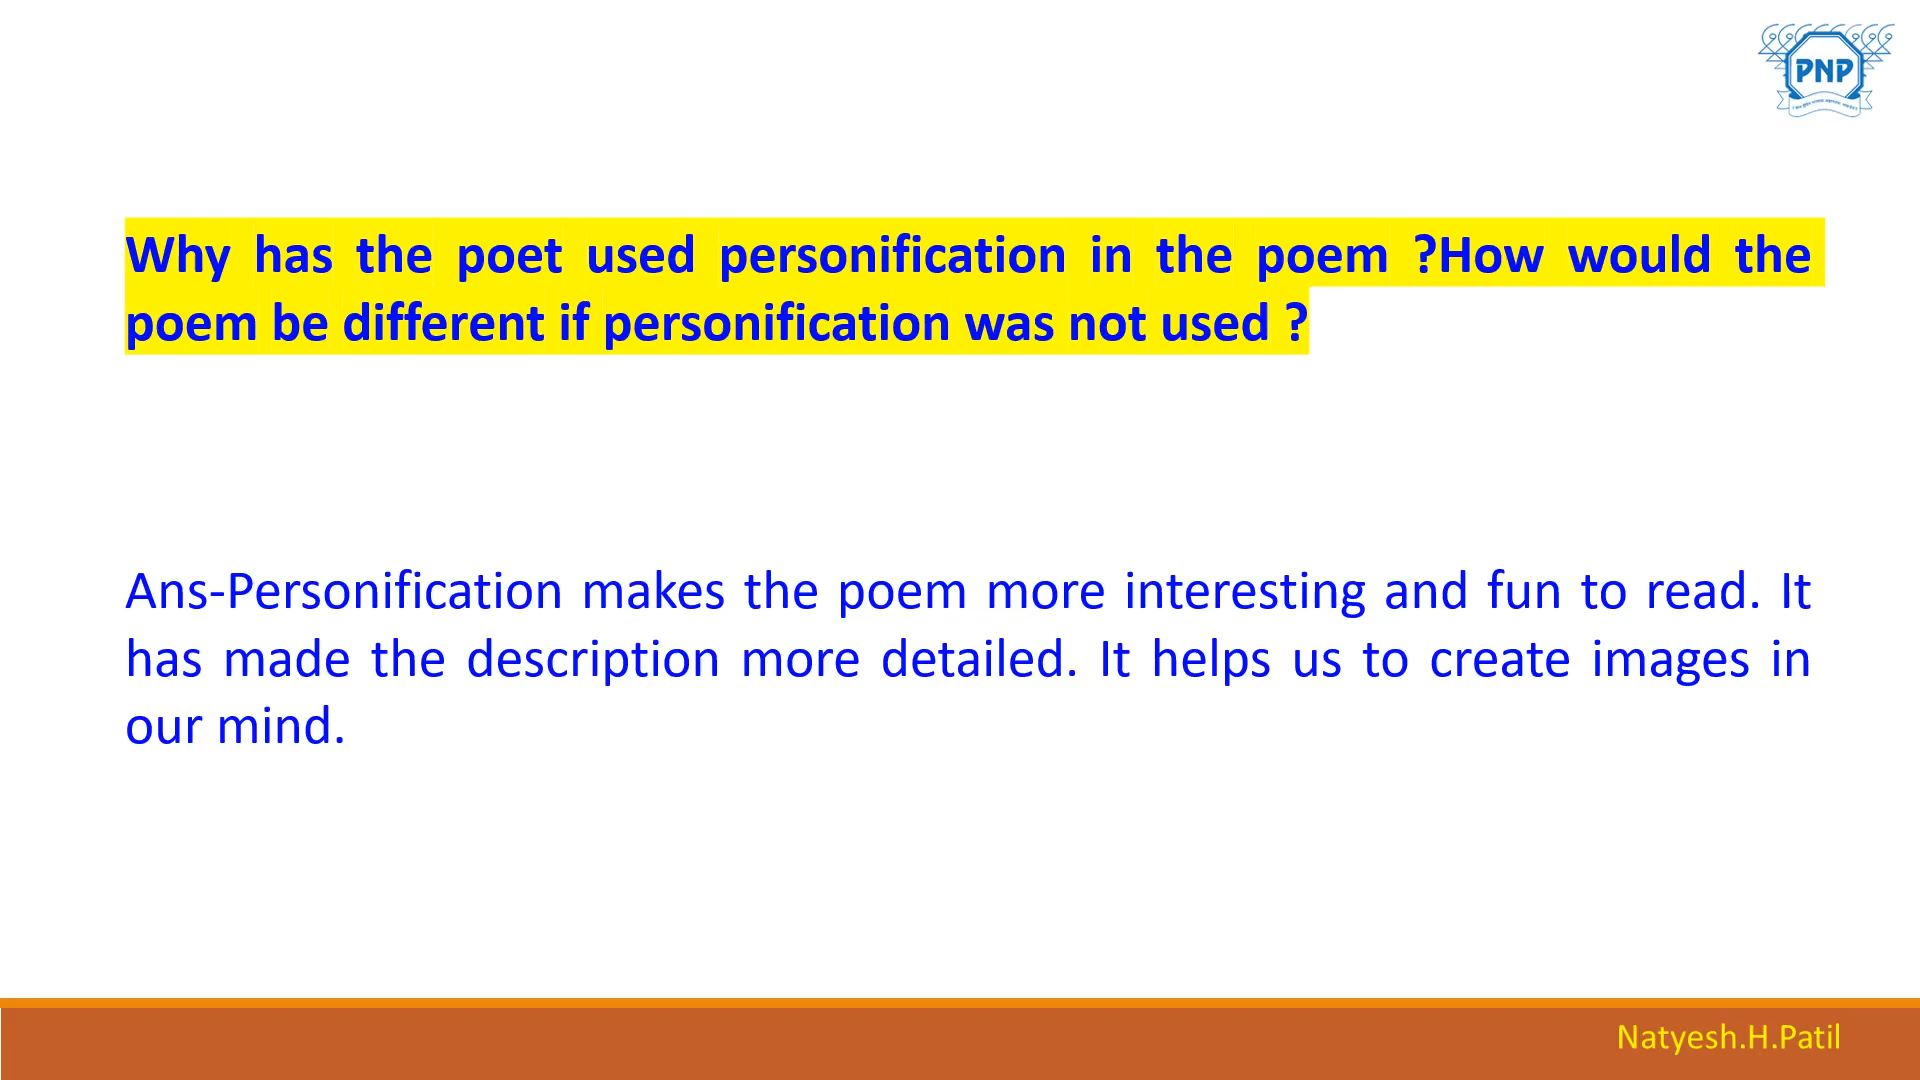 PNP
Why has the poet used personification in the poem ?How would the
poem be different if personification was not used ?
Ans-Personification makes the poem more interesting and fun to read. It
has made the description more detailed. It helps us to create images in
our mind.
Natyesh.H.Patil